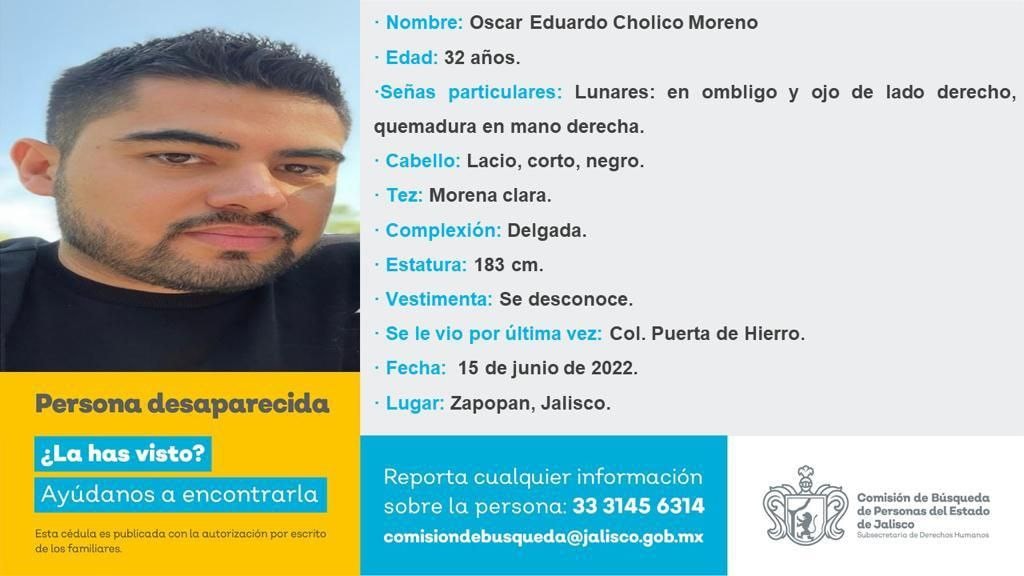 · Nombre: Oscar Eduardo Cholico Moreno
· Edad: 32 años.
·Señas particulares: Lunares: en ombligo y ojo de lado derecho,
quemadura en mano derecha.
· Cabello: Lacio, corto, negro.
· Tez: Morena clara.
· Complexión: Delgada.
· Estatura: 183 cm.
· Vestimenta: Se desconoce.
· Se le vio por última vez: Col. Puerta de Hierro.
· Fecha: 15 de junio de 2022.
· Lugar: Zapopan, Jalisco.
Persona desaparecida
¿La has visto?
Ayúdanos a encontrarla
Esta cédula es publicada con la autorización por escrito
de los familiares.
Reporta cualquier información
sobre la persona: 33 3145 6314
comisiondebusqueda@jalisco.gob.mx
Comisión de Búsqueda
de Personas del Estado
de Jalisco
Subsecretaría de Derechos Humanos